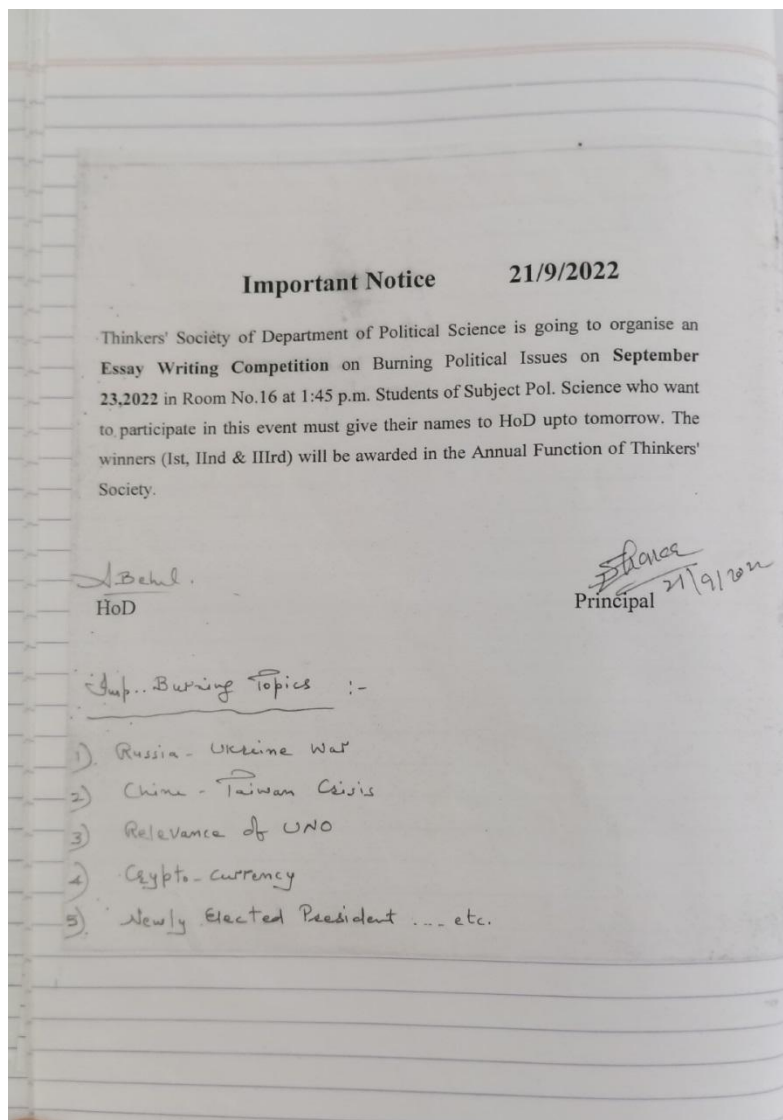 Important Notice 21/9/2022
Thinkers' Society of Department of Political Science is going to organise an
Essay Writing Competition on Burning Political Issues on September
23,2022 in Room No.16 at 1:45 p.m. Students of Subject Pol. Science who want
to participate in this event must give their names to HoD upto tomorrow. The
winners (Ist, IInd & IIIrd) will be awarded in the Annual Function of Thinkers'
Society.
HoD
Principal 21/9/2022
Imp.. Burning Topics :-
1). Russia - Ukraine War
2) China - Taiwan Crisis
3) Relevance of UNO
4) Crypto-currency
5). Newly Elected President ... etc.